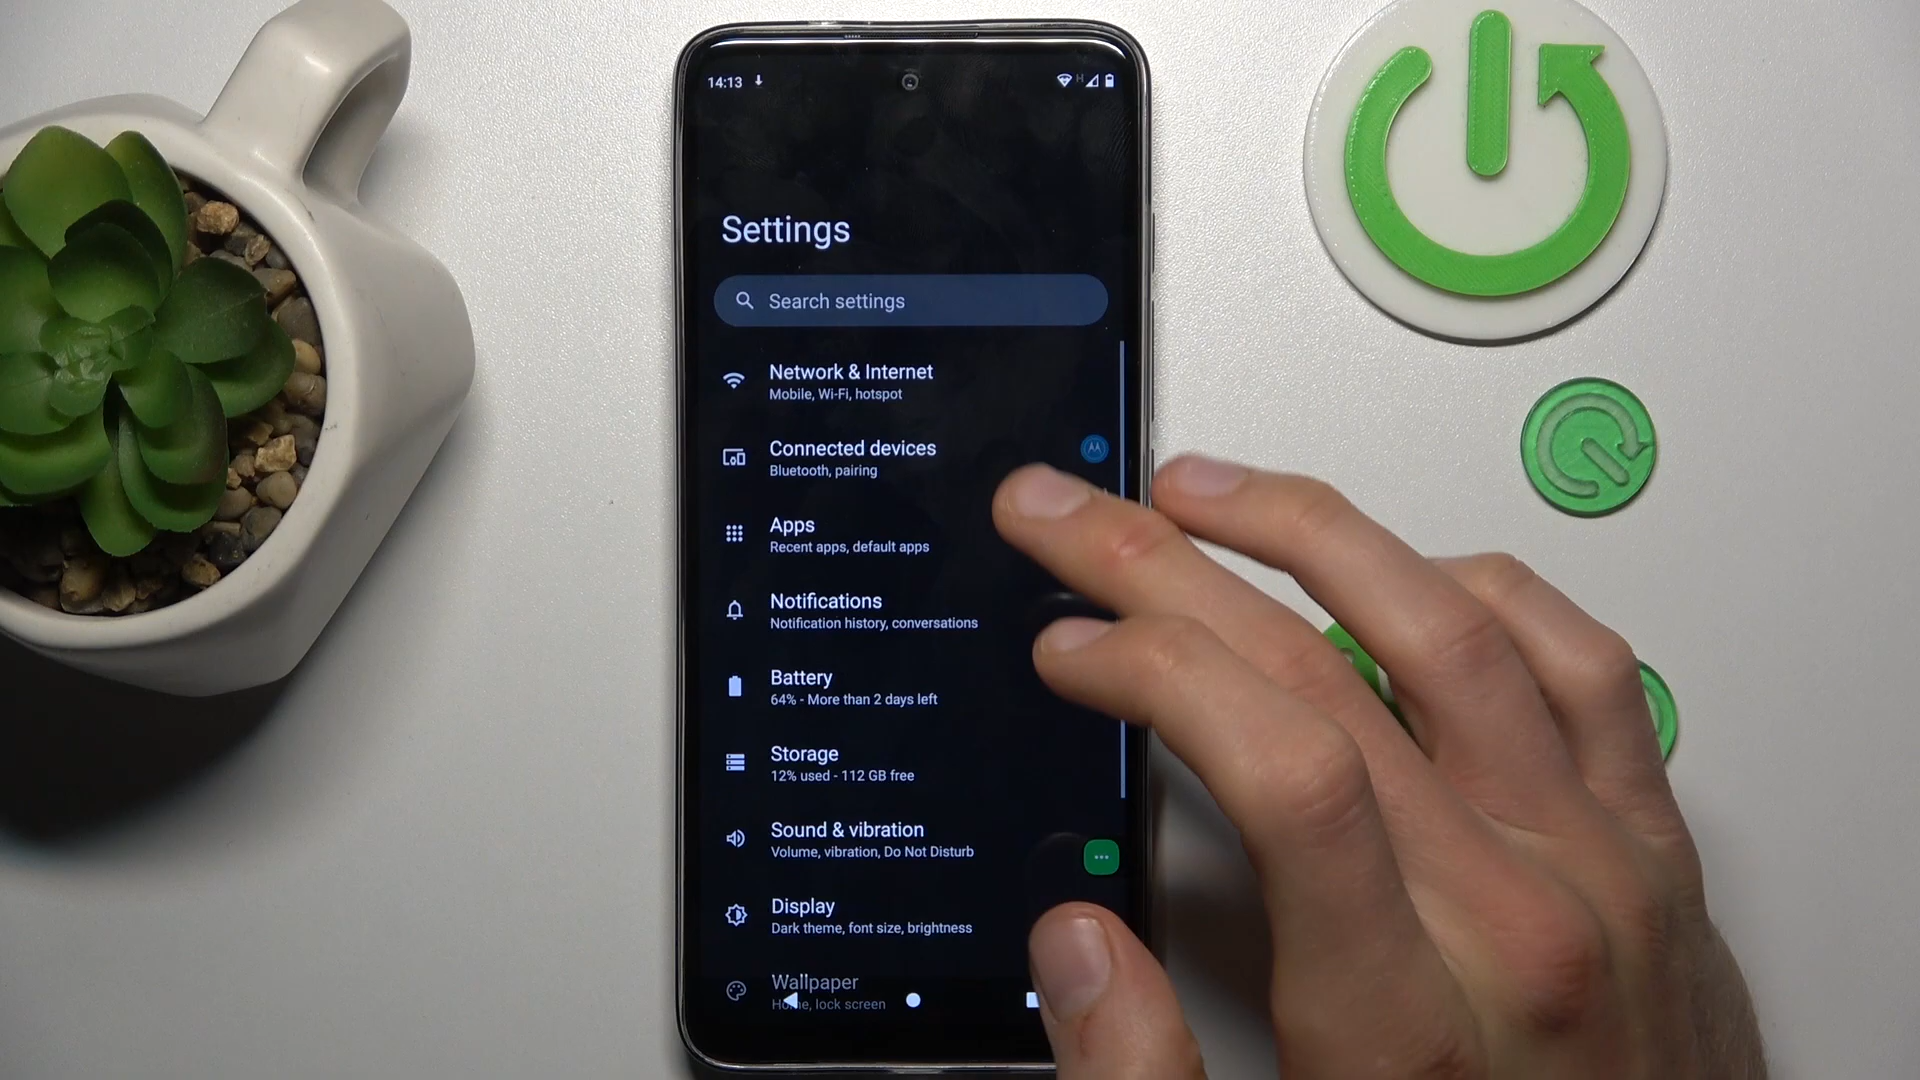 14:13
H
Settings
Search settings
Network & Internet
Mobile, Wi-Fi, hotspot
Connected devices
Bluetooth, pairing
Apps
Recent apps, default apps
Notifications
Notification history, conversations
Battery
64% - More than 2 days left
Storage
12% used - 112 GB free
Sound & vibration
Volume, vibration, Do Not Disturb
Display
Dark theme, font size, brightness
Wallpaper
Home, lock screen